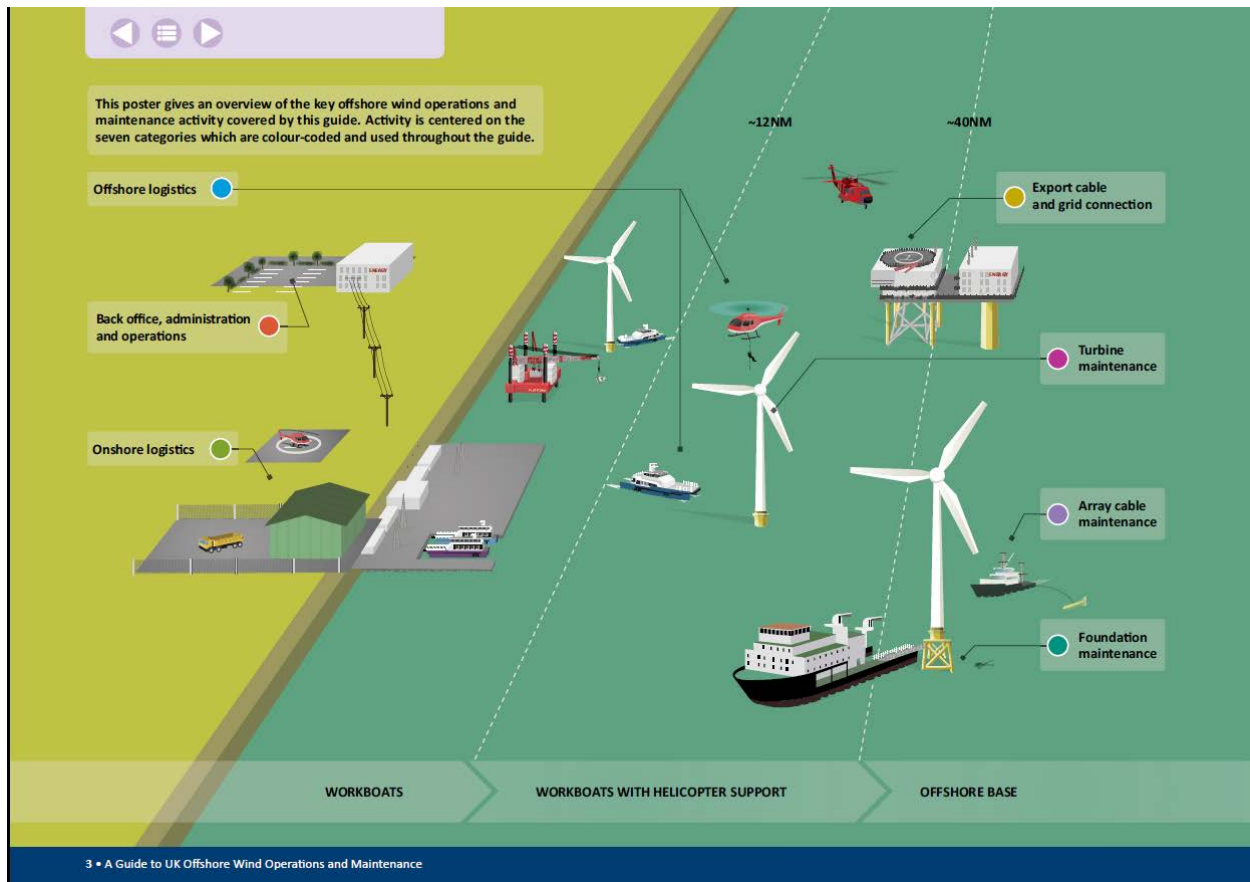 This poster gives an overview of the key offshore wind operations and
maintenance activity covered by this guide. Activity is centered on the
seven categories which are colour-coded and used throughout the guide.
~12NM
~40NM
Offshore logistics
Export cable
and grid connection
ENERGY
ENERGY
Back office, administration
and operations
Turbine
maintenance
Onshore logistics
Array cable
maintenance
Foundation
maintenance
WORKBOATS
WORKBOATS WITH HELICOPTER SUPPORT
OFFSHORE BASE
3 • A Guide to UK Offshore Wind Operations and Maintenance